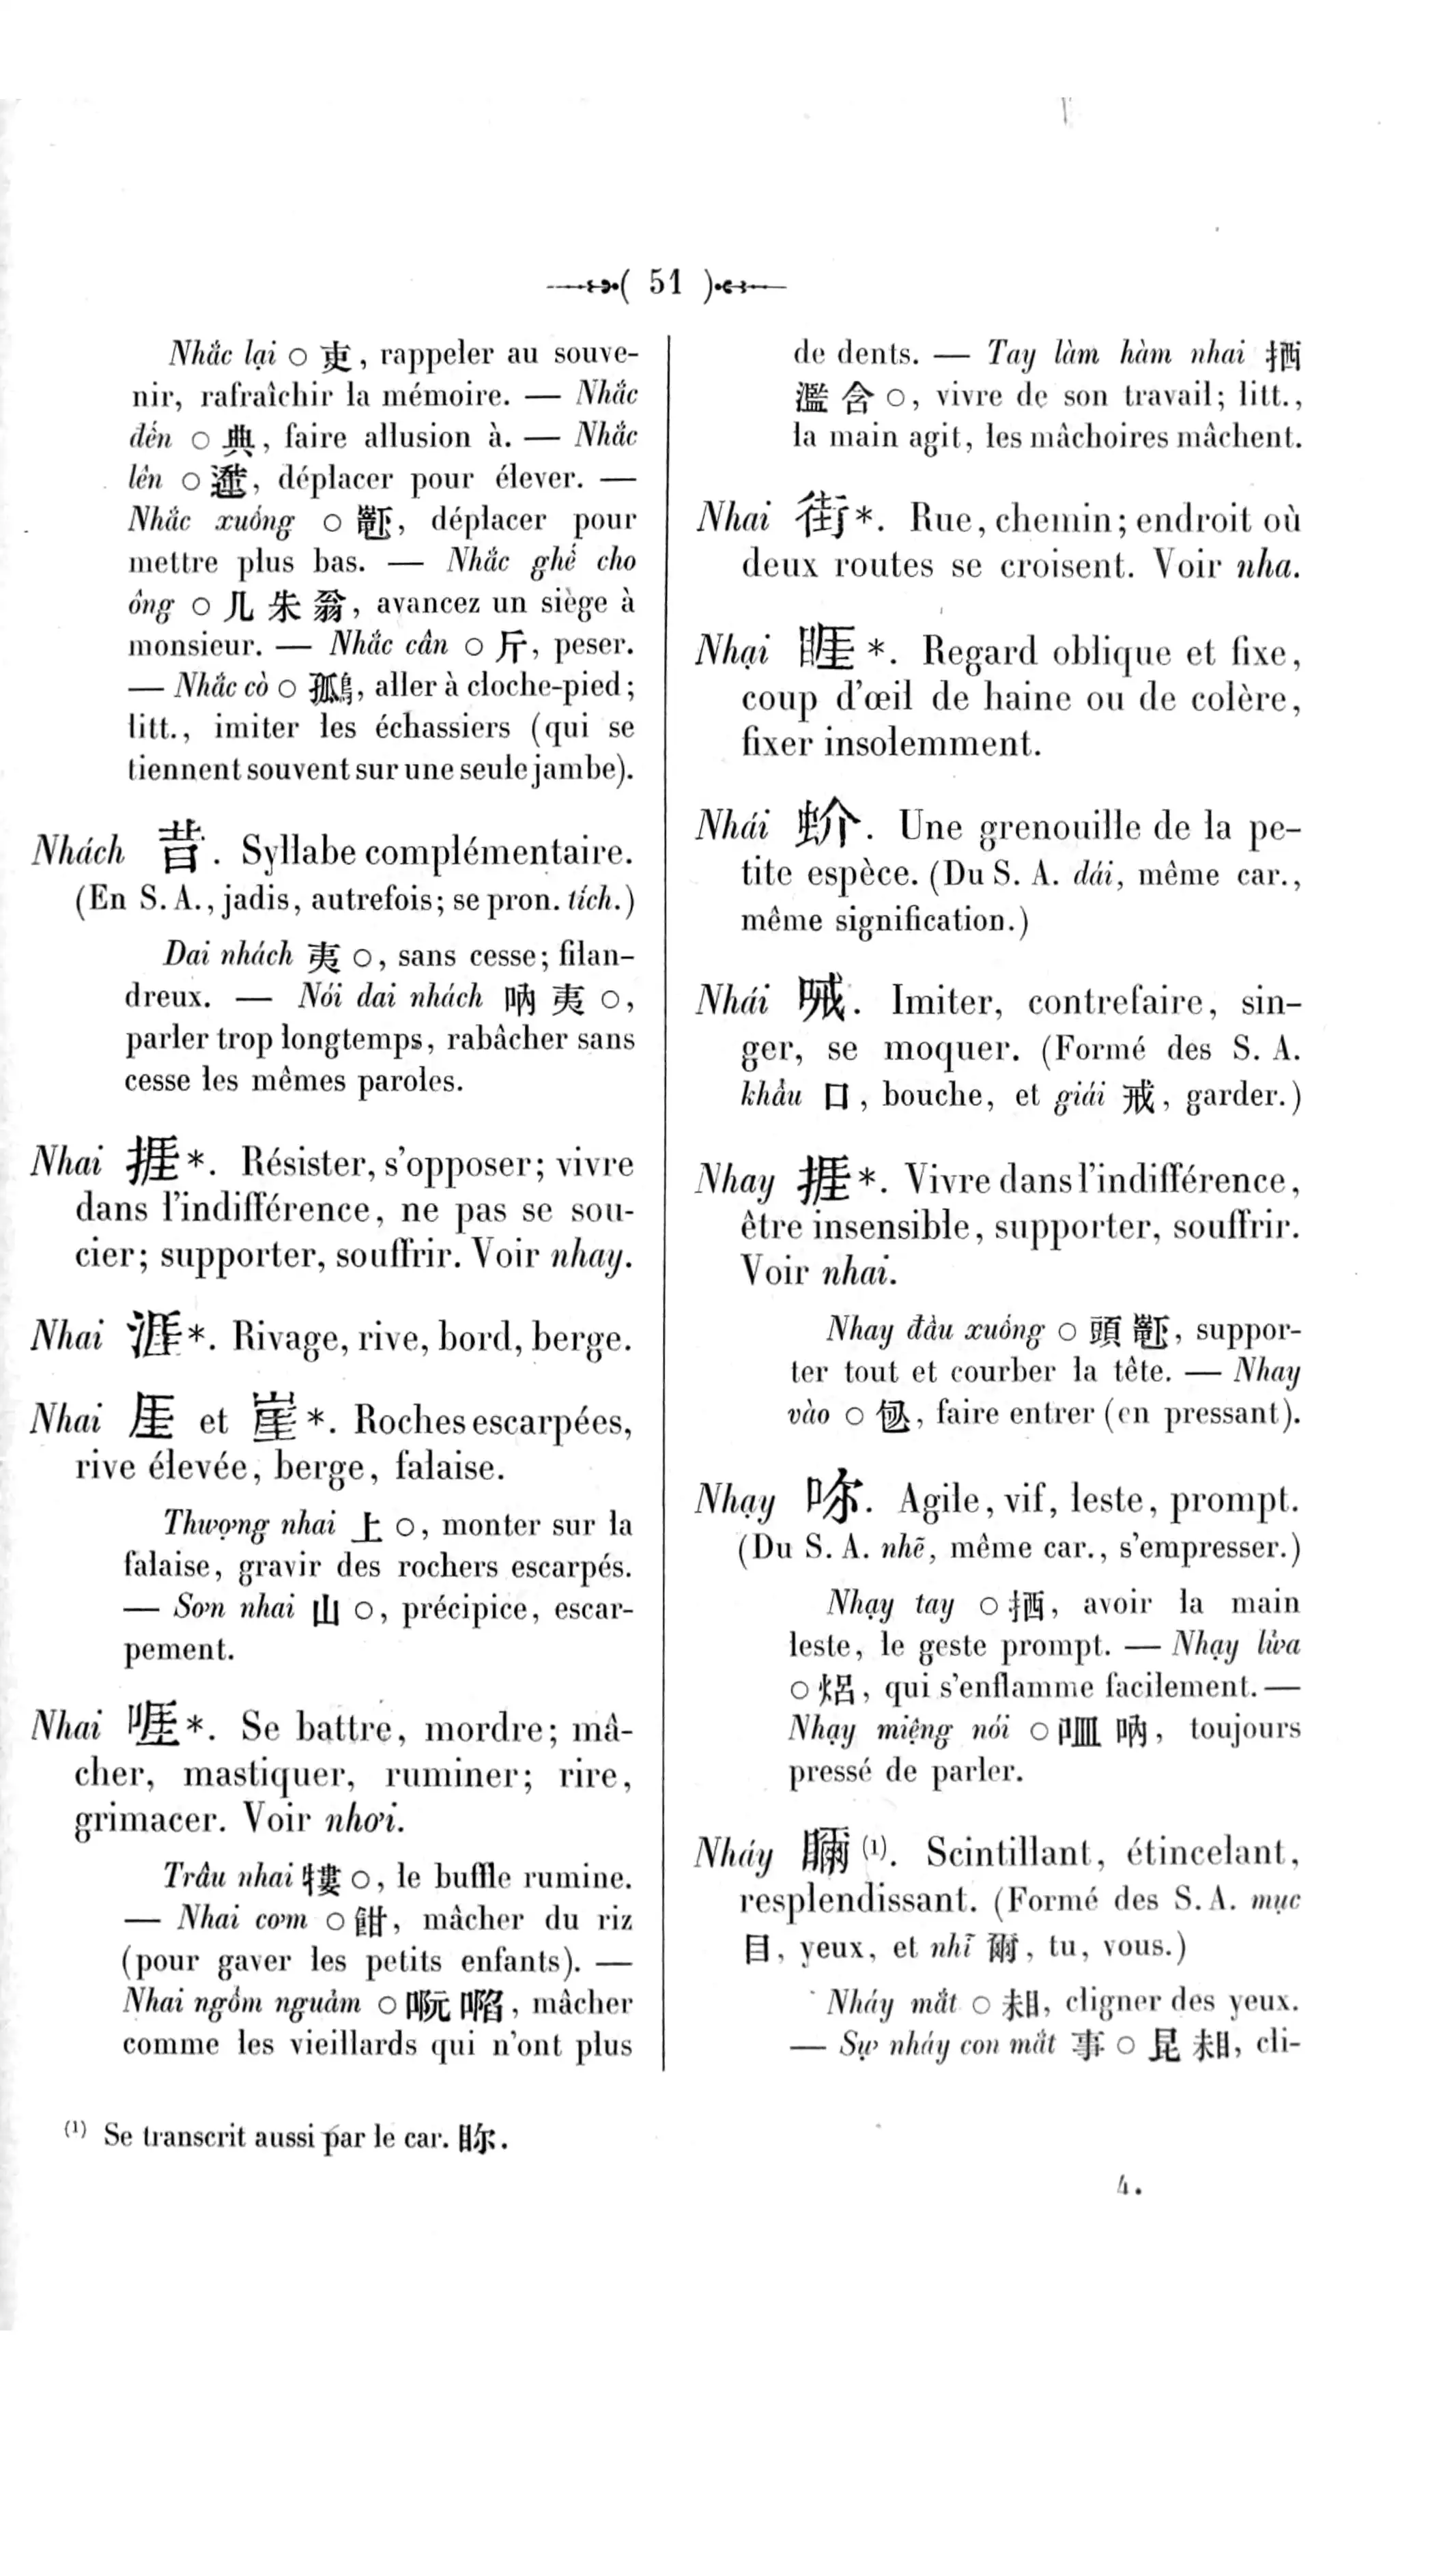 ( 51 )
Nhắc lại ○ 吏, rappeler au souve-
nir, rafraîchir la mémoire. — Nhắc
đến ○ 典, faire allusion à. — Nhắc
lên ○ 𨖲, déplacer pour élever. —
Nhắc xuống ○, déplacer pour
mettre plus bas. — Nhắc ghế cho
ông ○ 几 朱 翁, avancez un siège à
monsieur. — Nhắc cân ○ 斤, peser.
— Nhắc cò ○, aller à cloche-pied;
litt., imiter les échassiers (qui se
tiennent souvent sur une seule jambe).
Nhách 昔. Syllabe complémentaire.
(En S. A., jadis, autrefois; se pron. tích.)
Dai nhách 夷 ○, sans cesse; filan-
dreux. — Nói dai nhách 吶 夷 ○,
parler trop longtemps, rabâcher sans
cesse les mêmes paroles.
Nhai 捱*. Résister, s'opposer; vivre
dans l'indifférence, ne pas se sou-
cier; supporter, souffrir. Voir nhay.
Nhai 涯*. Rivage, rive, bord, berge.
Nhai 厓 et 崖*. Roches escarpées,
rive élevée, berge, falaise.
Thượng nhai 上 ○, monter sur la
falaise, gravir des rochers escarpés.
— Sơn nhai 山 ○, précipice, escar-
pement.
Nhai 啀*. Se battre, mordre; mâ-
cher, mastiquer, ruminer; rire,
grimacer. Voir nhơi.
Trâu nhai ○, le buffle rumine.
— Nhai cơm ○ 䬲, mâcher du riz
(pour gaver les petits enfants). —
Nhai ngồm nguàm ○, mâcher
comme les vieillards qui n'ont plus
de dents. — Tay làm hàm nhai 拪
濫 含 ○, vivre de son travail; litt.,
la main agit, les mâchoires mâchent.
Nhai 街*. Rue, chemin; endroit où
deux routes se croisent. Voir nha.
Nhại 睚*. Regard oblique et fixe,
coup d'œil de haine ou de colère,
fixer insolemment.
Nhái 蚧. Une grenouille de la pe-
tite espèce. (Du S. A. dái, même car.,
même signification.)
Nhái 㖑. Imiter, contrefaire, sin-
ger, se moquer. (Formé des S. A.
khẩu 口, bouche, et giái 戒, garder.)
Nhay 捱*. Vivre dans l'indifférence,
être insensible, supporter, souffrir.
Voir nhai.
Nhay đầu xuống ○ 頭, suppor-
ter tout et courber la tête. — Nhay
vào ○, faire entrer (en pressant).
Nhạy 㕼. Agile, vif, leste, prompt.
(Du S. A. nhẽ, même car., s'empresser.)
Nhạy tay ○ 拪, avoir la main
leste, le geste prompt. — Nhạy lửa
○ 焒, qui s'enflamme facilement. —
Nhạy miệng nói ○ 𠰘 吶, toujours
pressé de parler.
Nháy (1). Scintillant, étincelant,
resplendissant. (Formé des S. A. mục
目, yeux, et nhĩ 爾, tu, vous.)
Nháy mắt ○ 眜, cligner des yeux.
— Sự nháy con mắt 事 ○ 昆 眜, cli-
(1) Se transcrit aussi par le car. 眎.
4.